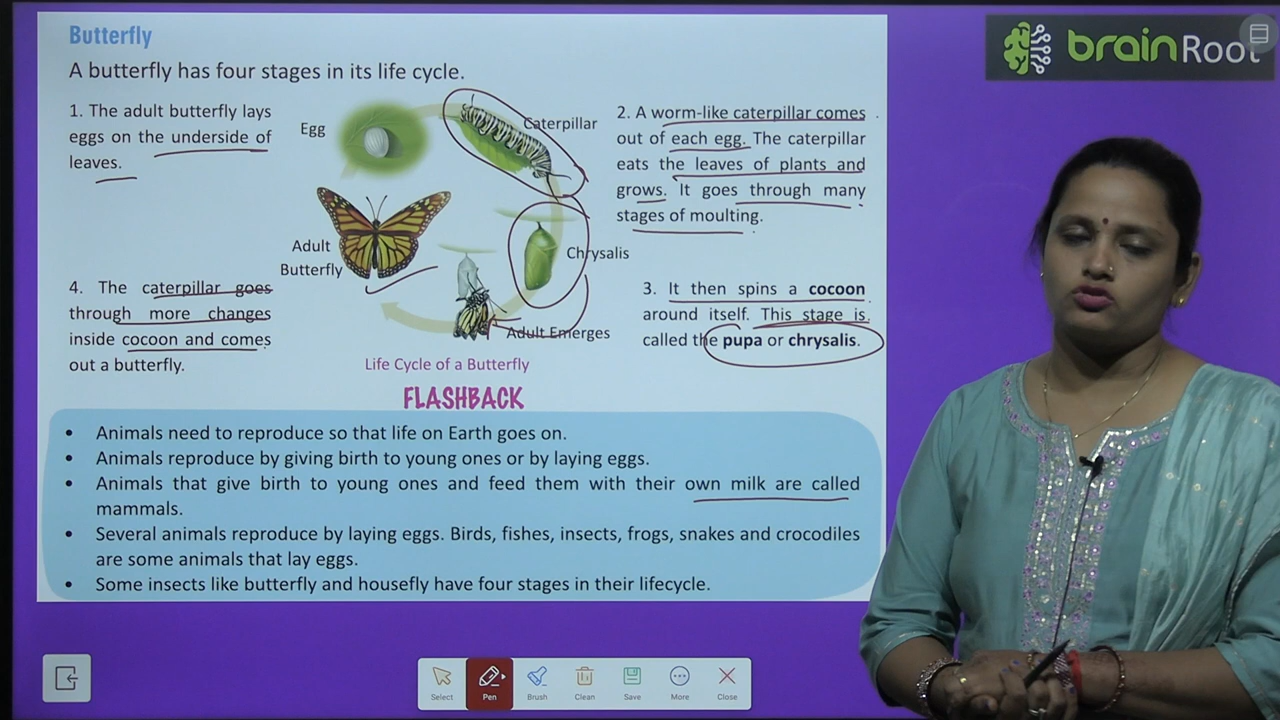 Butterfly
A butterfly has four stages in its life cycle.
1. The adult butterfly lays
eggs on the underside of
leaves.
Egg
Caterpillar
2. A worm-like caterpillar comes
out of each egg. The caterpillar
eats the leaves of plants and
grows. It goes through many
stages of moulting.
Adult
Butterfly
Chrysalis
4. The caterpillar goes
through more changes
inside cocoon and comes
out a butterfly.
Adult Emerges
3. It then spins a cocoon
around itself. This stage is
called the pupa or chrysalis.
Life Cycle of a Butterfly
FLASHBACK
• Animals need to reproduce so that life on Earth goes on.
• Animals reproduce by giving birth to young ones or by laying eggs.
• Animals that give birth to young ones and feed them with their own milk are called
mammals.
• Several animals reproduce by laying eggs. Birds, fishes, insects, frogs, snakes and crocodiles
are some animals that lay eggs.
• Some insects like butterfly and housefly have four stages in their lifecycle.
brainRoot
Select Pen Brush Clean Save More Close